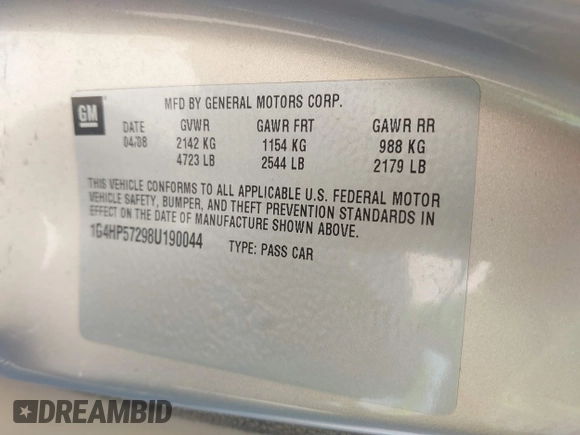 GM
MFD BY GENERAL MOTORS CORP.
DATE GVWR GAWR FRT GAWR RR
04/08 2142 KG 1154 KG 988 KG
4723 LB 2544 LB 2179 LB
THIS VEHICLE CONFORMS TO ALL APPLICABLE U.S. FEDERAL MOTOR
VEHICLE SAFETY, BUMPER, AND THEFT PREVENTION STANDARDS IN
EFFECT ON THE DATE OF MANUFACTURE SHOWN ABOVE.
1G4HP57298U190044 TYPE: PASS CAR
DREAMBID